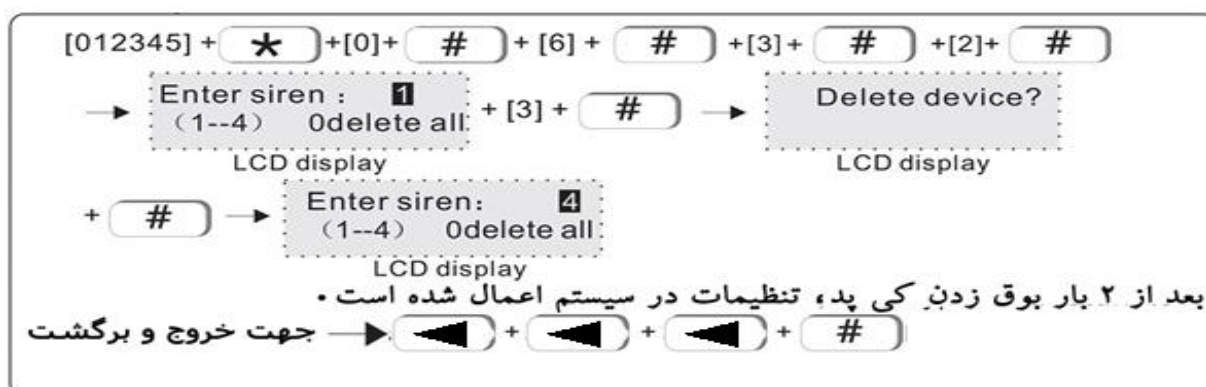 [012345] + * +[0]+ # + [6] + # +[3]+ # +[2]+ #
Enter siren : 1
(1--4) 0delete all
+ [3] + #
Delete device?
LCD display
LCD display
+ #
Enter siren: 4
(1--4) 0delete all
LCD display
بعد از ۲ بار بوق زدن کی پد، تنظیمات در سیستم اعمال شده است .
جهت خروج و برگشت
+ + + #